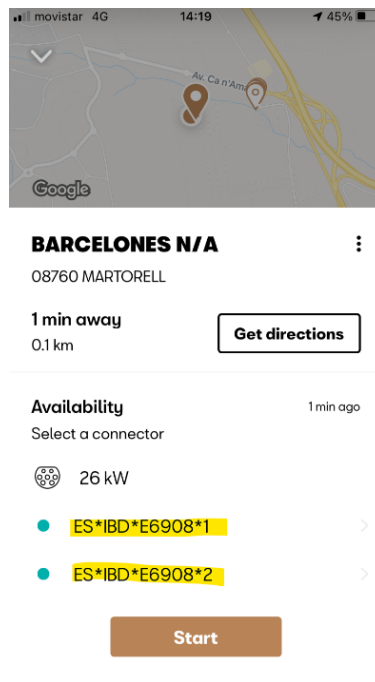 movistar 4G 14:19 45%
Av. Ca n'Ama
Google
BARCELONES N/A
08760 MARTORELL
1 min away
0.1 km
Get directions
Availability 1 min ago
Select a connector
26 kW
ES*IBD*E6908*1
ES*IBD*E6908*2
Start